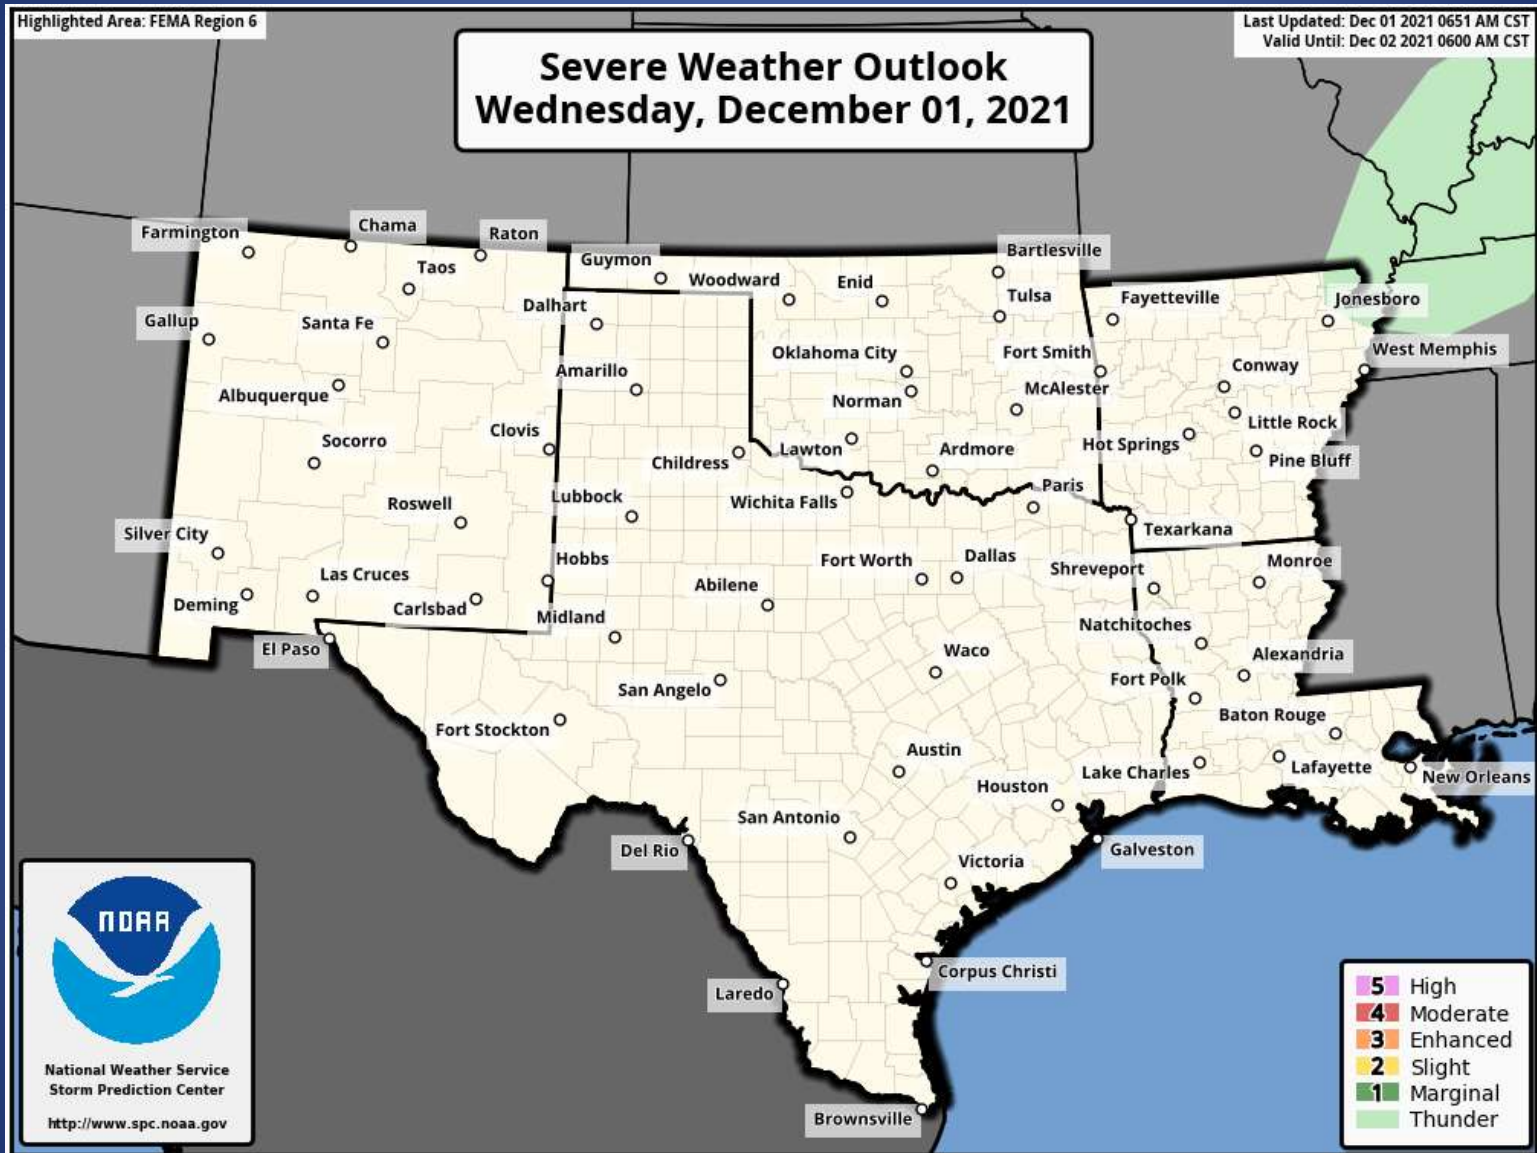 Highlighted Area: FEMA Region 6
Last Updated: Dec 01 2021 0651 AM CST
Valid Until: Dec 02 2021 0600 AM CST
Severe Weather Outlook
Wednesday, December 01, 2021
Farmington
Chama
Raton
Taos
Guymon
Woodward
Enid
Bartlesville
Tulsa
Fayetteville
Jonesboro
Gallup
Santa Fe
Dalhart
West Memphis
Albuquerque
Amarillo
Oklahoma City
Fort Smith
Conway
Norman
McAlester
Little Rock
Socorro
Clovis
Childress
Lawton
Ardmore
Hot Springs
Pine Bluff
Roswell
Lubbock
Wichita Falls
Paris
Texarkana
Silver City
Las Cruces
Hobbs
Fort Worth
Dallas
Shreveport
Monroe
Deming
Carlsbad
Midland
Abilene
Natchitoches
El Paso
San Angelo
Waco
Alexandria
Fort Polk
Fort Stockton
Baton Rouge
Austin
Lake Charles
Lafayette
New Orleans
Houston
San Antonio
Del Rio
Galveston
Victoria
Corpus Christi
Laredo
Brownsville
NOAA
National Weather Service
Storm Prediction Center
http://www.spc.noaa.gov
5 High
4 Moderate
3 Enhanced
2 Slight
1 Marginal
Thunder